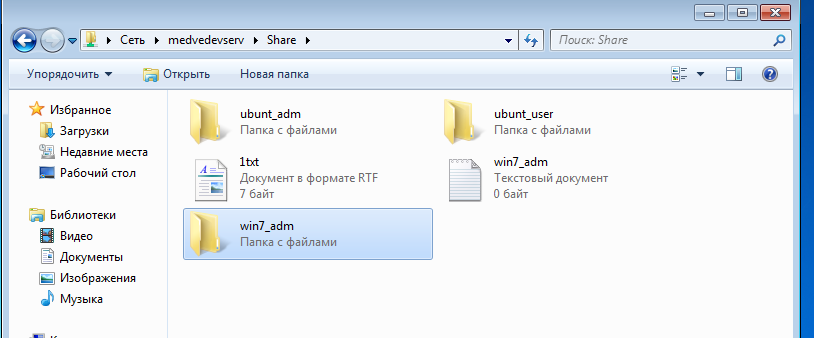 Сеть medvedevserv Share
Поиск: Share
Упорядочить Открыть Новая папка
Избранное
Загрузки
Недавние места
Рабочий стол
Библиотеки
Видео
Документы
Изображения
Музыка
ubunt_adm
Папка с файлами
ubunt_user
Папка с файлами
1txt
Документ в формате RTF
7 байт
win7_adm
Текстовый документ
0 байт
win7_adm
Папка с файлами